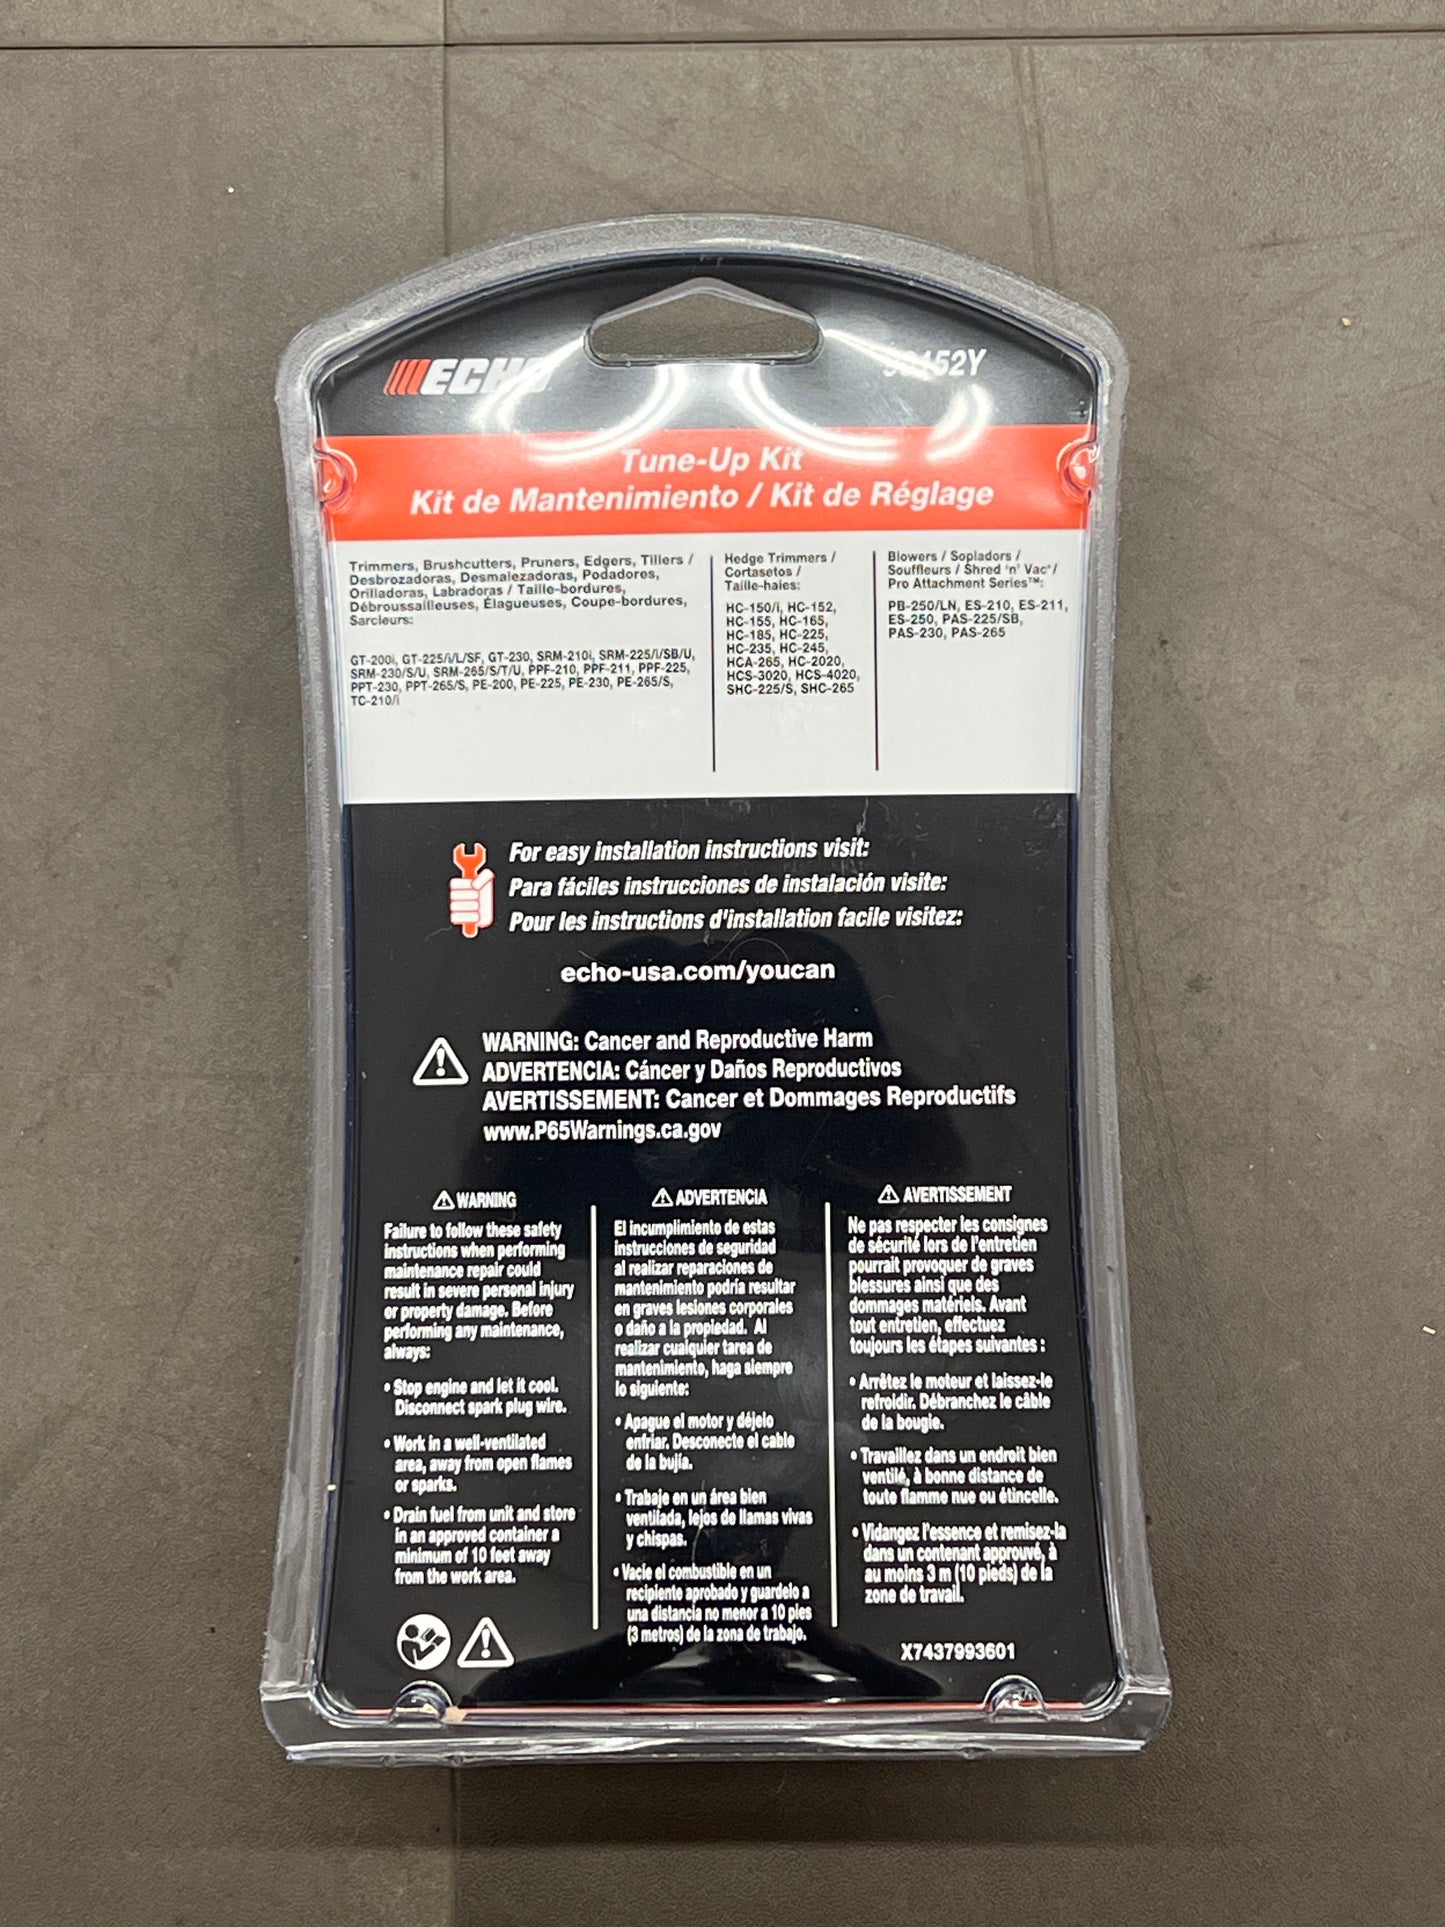 ECHO
90152Y
Tune-Up Kit
Kit de Mantenimiento / Kit de Réglage
Trimmers, Brushcutters, Pruners, Edgers, Tillers /
Desbrozadoras, Desmalezadoras, Podadores,
Orilladoras, Labradoras / Taille-bordures,
Débroussailleuses, Élagueuses, Coupe-bordures,
Sarcleurs:
GT-200i, GT-225/i/L/SF, GT-230, SRM-210i, SRM-225/i/SB/U,
SRM-230/S/U, SRM-265/S/T/U, PPF-210, PPF-211, PPF-225,
PPT-230, PPT-265/S, PE-200, PE-225, PE-230, PE-265/S,
TC-210/i
Hedge Trimmers /
Cortasetos /
Taille-haies:
HC-150/i, HC-152,
HC-155, HC-165,
HC-185, HC-225,
HC-235, HC-245,
HCA-265, HC-2020,
HCS-3020, HCS-4020,
SHC-225/S, SHC-265
Blowers / Sopladors /
Souffleurs / Shred 'n' Vac®/
Pro Attachment Series™:
PB-250/LN, ES-210, ES-211,
ES-250, PAS-225/SB,
PAS-230, PAS-265
For easy installation instructions visit:
Para fáciles instrucciones de instalación visite:
Pour les instructions d'installation facile visitez:
echo-usa.com/youcan
WARNING: Cancer and Reproductive Harm
ADVERTENCIA: Cáncer y Daños Reproductivos
AVERTISSEMENT: Cancer et Dommages Reproductifs
www.P65Warnings.ca.gov
WARNING
Failure to follow these safety
instructions when performing
maintenance repair could
result in severe personal injury
or property damage. Before
performing any maintenance,
always:
• Stop engine and let it cool.
Disconnect spark plug wire.
• Work in a well-ventilated
area, away from open flames
or sparks.
• Drain fuel from unit and store
in an approved container a
minimum of 10 feet away
from the work area.
ADVERTENCIA
El incumplimiento de estas
instrucciones de seguridad
al realizar reparaciones de
mantenimiento podría resultar
en graves lesiones corporales
o daño a la propiedad. Al
realizar cualquier tarea de
mantenimiento, haga siempre
lo siguiente:
• Apague el motor y déjelo
enfriar. Desconecte el cable
de la bujía.
• Trabaje en un área bien
ventilada, lejos de llamas vivas
y chispas.
• Vacíe el combustible en un
recipiente aprobado y guardelo a
una distancia no menor a 10 pies
(3 metros) de la zona de trabajo.
AVERTISSEMENT
Ne pas respecter les consignes
de sécurité lors de l'entretien
pourrait provoquer de graves
blessures ainsi que des
dommages matériels. Avant
tout entretien, effectuez
toujours les étapes suivantes :
• Arrêtez le moteur et laissez-le
refroidir. Débranchez le câble
de la bougie.
• Travaillez dans un endroit bien
ventilé, à bonne distance de
toute flamme nue ou étincelle.
• Vidangez l'essence et remisez-la
dans un contenant approuvé, à
au moins 3 m (10 pieds) de la
zone de travail.
X7437993601